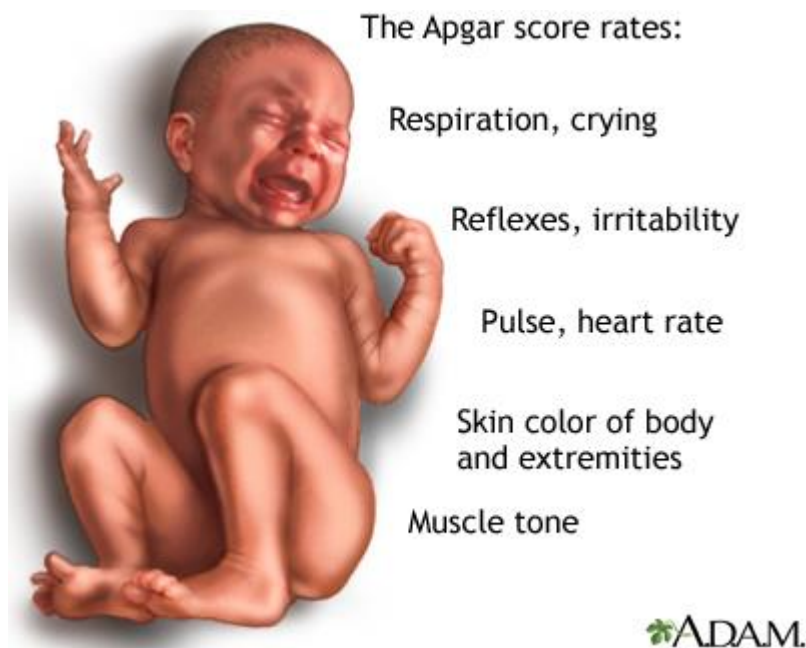 The Apgar score rates:
Respiration, crying
Reflexes, irritability
Pulse, heart rate
Skin color of body
and extremities
Muscle tone
A.D.A.M.